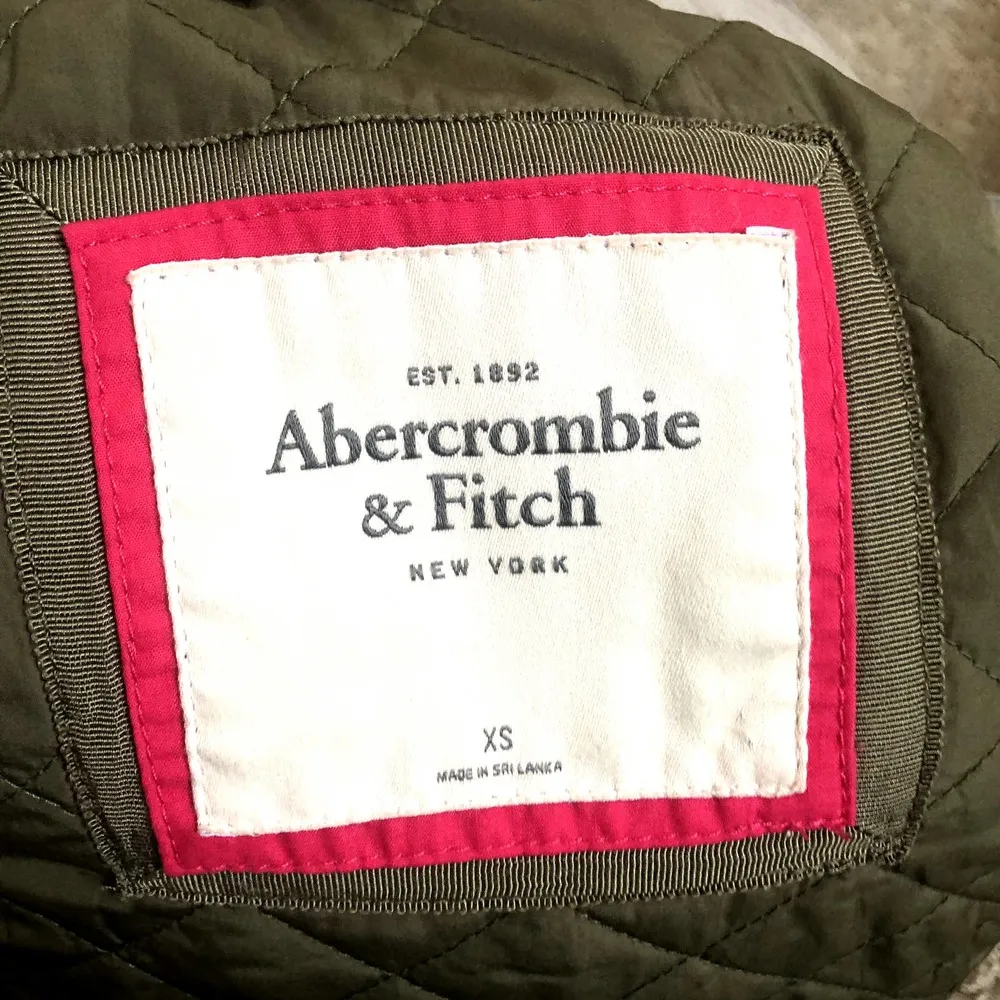 EST. 1892
Abercrombie
& Fitch
NEW YORK
XS
MADE IN SRI LANKA